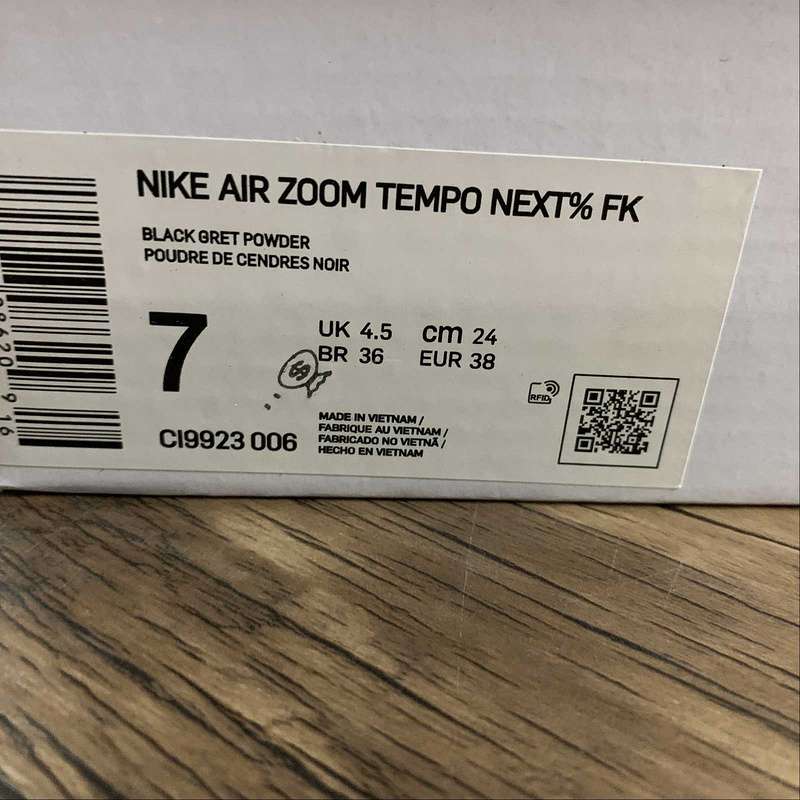 NIKE AIR ZOOM TEMPO NEXT% FK
BLACK GRET POWDER
POUDRE DE CENDRES NOIR
7
UK 4.5 cm 24
BR 36 EUR 38
CI9923 006
MADE IN VIETNAM /
FABRIQUE AU VIETNAM /
FABRICADO NO VIETNÃ /
HECHO EN VIETNAM
RFID